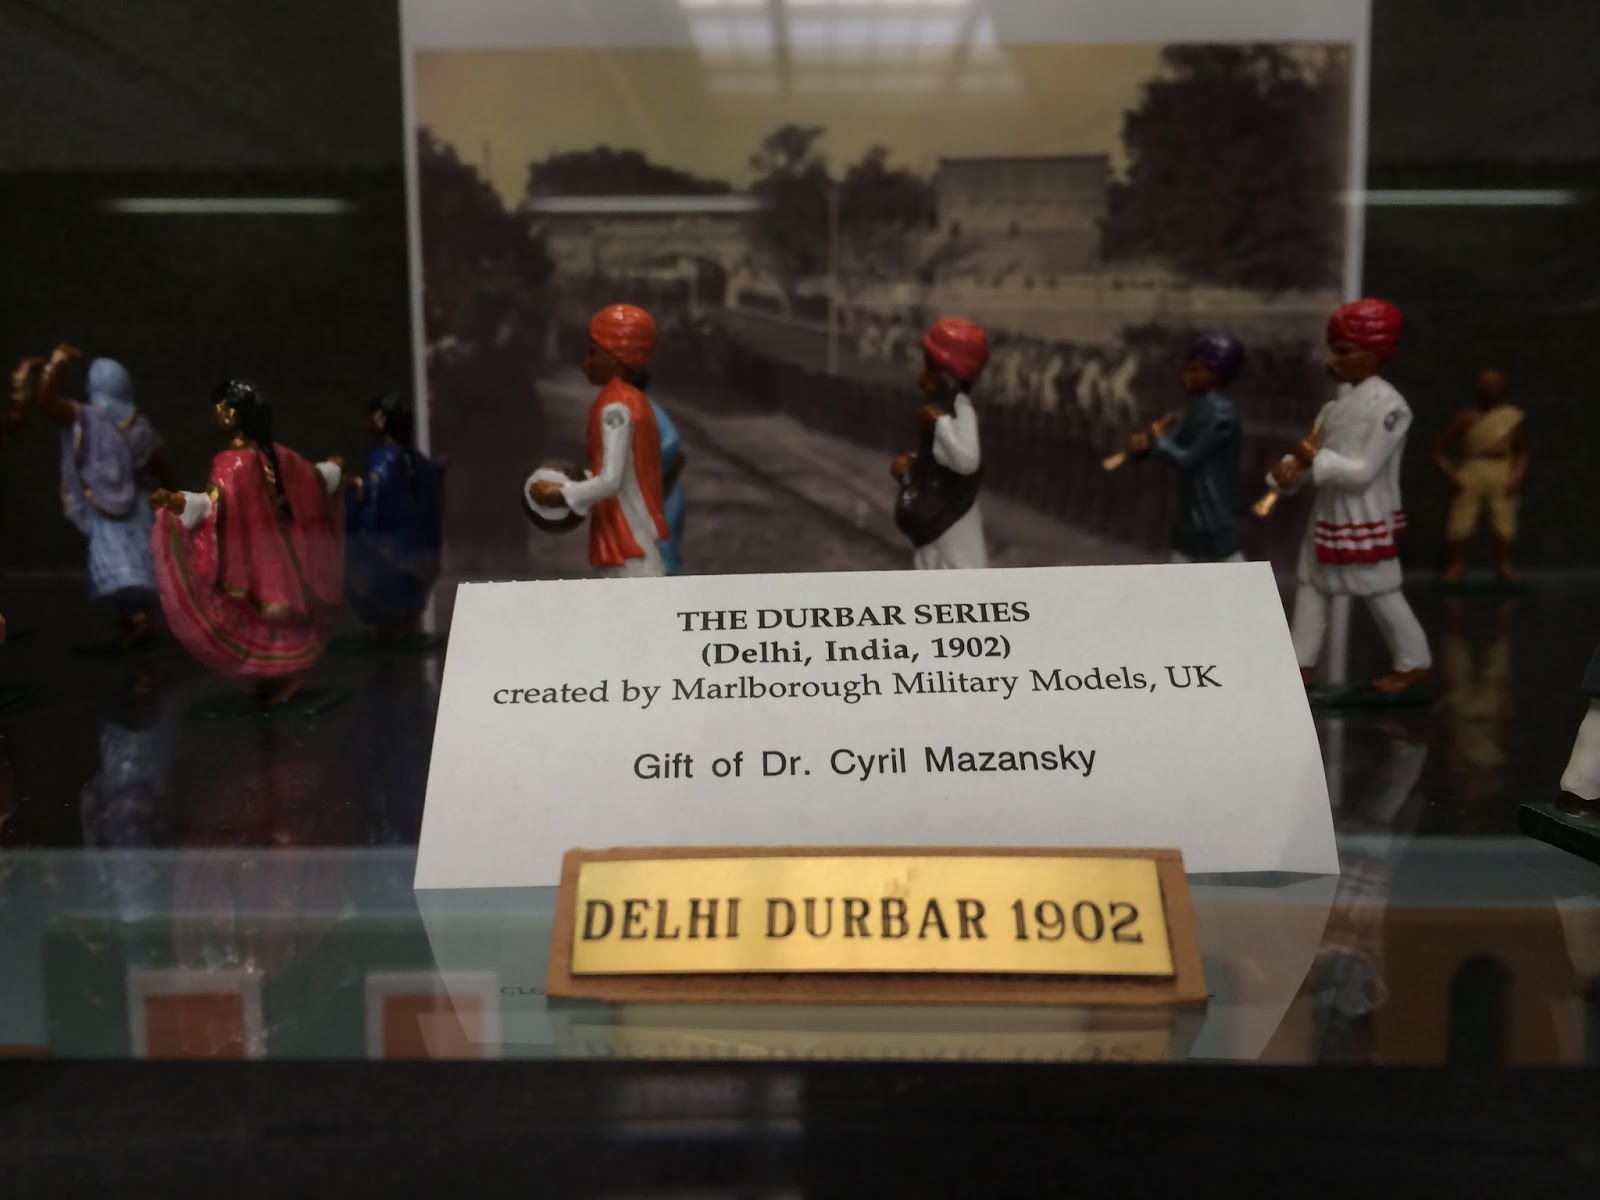 THE DURBAR SERIES
(Delhi, India, 1902)
created by Marlborough Military Models, UK
Gift of Dr. Cyril Mazansky
DELHI DURBAR 1902